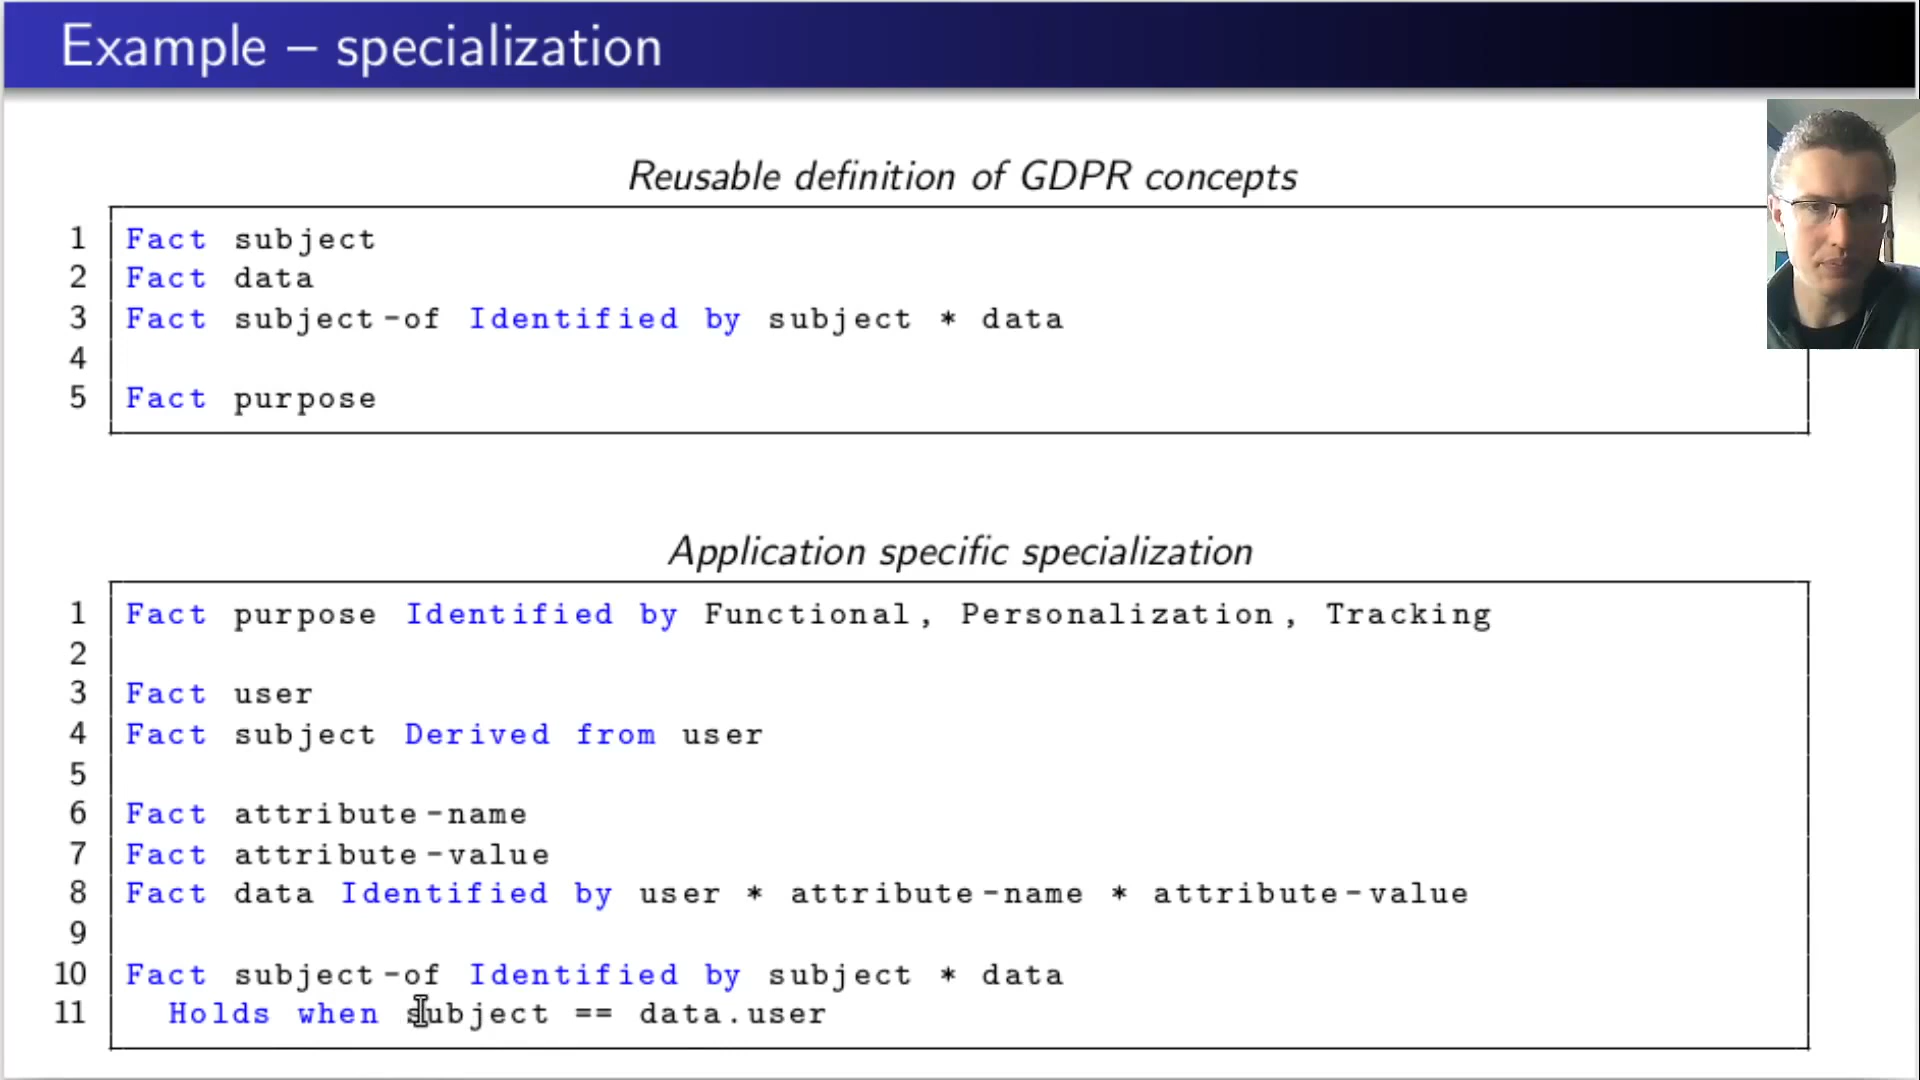 Example – specialization
Reusable definition of GDPR concepts
1 Fact subject
2 Fact data
3 Fact subject-of Identified by subject * data
4
5 Fact purpose
Application specific specialization
1 Fact purpose Identified by Functional, Personalization, Tracking
2
3 Fact user
4 Fact subject Derived from user
5
6 Fact attribute-name
7 Fact attribute-value
8 Fact data Identified by user * attribute-name * attribute-value
9
10 Fact subject-of Identified by subject * data
11 Holds when subject == data.user